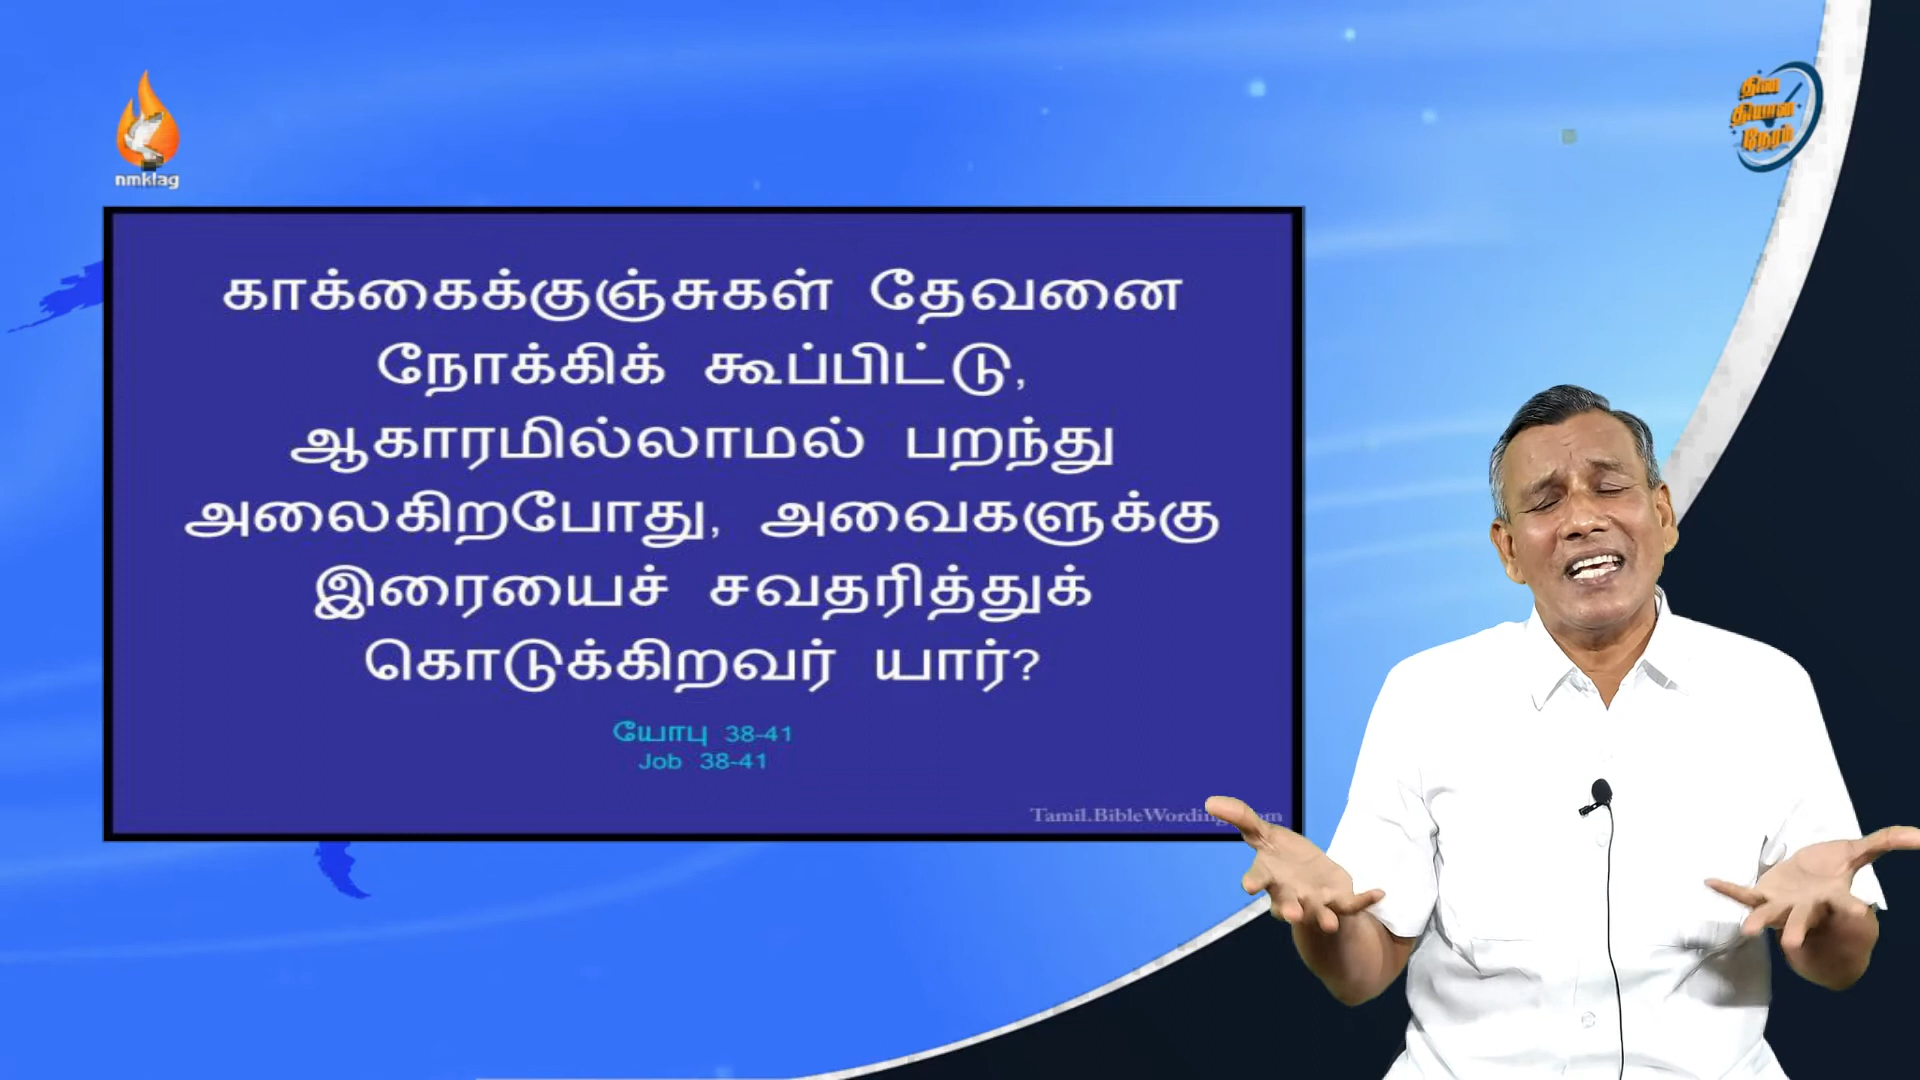 nmklag
தின
தியான
நேரம்
காக்கைக்குஞ்சுகள் தேவனை
நோக்கிக் கூப்பிட்டு,
ஆகாரமில்லாமல் பறந்து
அலைகிறபோது, அவைகளுக்கு
இரையைச் சவதரித்துக்
கொடுக்கிறவர் யார்?
யோபு 38-41
Job 38-41